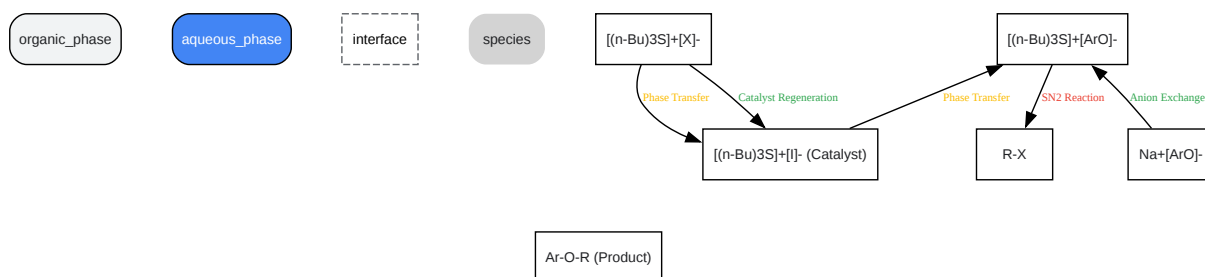 organic_phase
aqueous_phase
interface
species
[(n-Bu)3S]+[X]-
[(n-Bu)3S]+[ArO]-
Phase Transfer
Catalyst Regeneration
Phase Transfer
SN2 Reaction
Anion Exchange
[(n-Bu)3S]+[I]- (Catalyst)
R-X
Na+[ArO]-
Ar-O-R (Product)